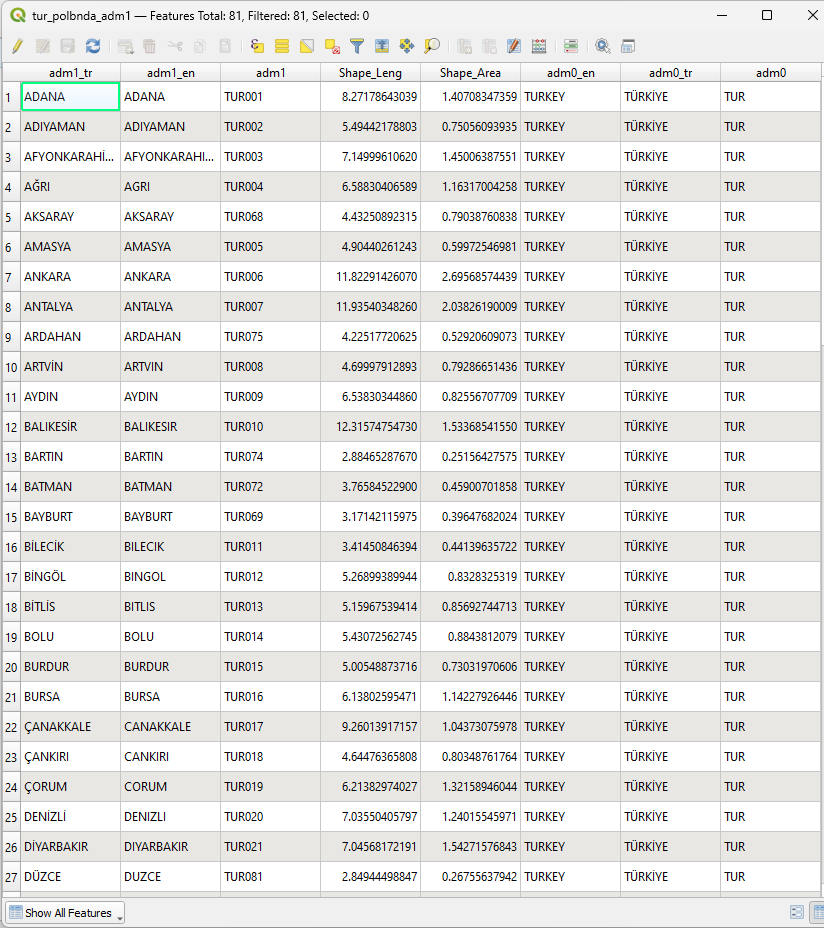 tur_polbnda_adm1 — Features Total: 81, Filtered: 81, Selected: 0
adm1_tr adm1_en adm1 Shape_Leng Shape_Area adm0_en adm0_tr adm0
1 ADANA ADANA TUR001 8.27178643039 1.40708347359 TURKEY TÜRKİYE TUR
2 ADIYAMAN ADIYAMAN TUR002 5.49442178803 0.75056093935 TURKEY TÜRKİYE TUR
3 AFYONKARAHİ... AFYONKARAHI... TUR003 7.14999610620 1.45006387551 TURKEY TÜRKİYE TUR
4 AĞRI AGRI TUR004 6.58830406589 1.16317004258 TURKEY TÜRKİYE TUR
5 AKSARAY AKSARAY TUR068 4.43250892315 0.79038760838 TURKEY TÜRKİYE TUR
6 AMASYA AMASYA TUR005 4.90440261243 0.59972546981 TURKEY TÜRKİYE TUR
7 ANKARA ANKARA TUR006 11.82291426070 2.69568574439 TURKEY TÜRKİYE TUR
8 ANTALYA ANTALYA TUR007 11.93540348260 2.03826190009 TURKEY TÜRKİYE TUR
9 ARDAHAN ARDAHAN TUR075 4.22517720625 0.52920609073 TURKEY TÜRKİYE TUR
10 ARTVİN ARTVIN TUR008 4.69997912893 0.79286651436 TURKEY TÜRKİYE TUR
11 AYDIN AYDIN TUR009 6.53830344860 0.82556707709 TURKEY TÜRKİYE TUR
12 BALIKESİR BALIKESIR TUR010 12.31574754730 1.53368541550 TURKEY TÜRKİYE TUR
13 BARTIN BARTIN TUR074 2.88465287670 0.25156427575 TURKEY TÜRKİYE TUR
14 BATMAN BATMAN TUR072 3.76584522900 0.45900701858 TURKEY TÜRKİYE TUR
15 BAYBURT BAYBURT TUR069 3.17142115975 0.39647682024 TURKEY TÜRKİYE TUR
16 BİLECİK BILECIK TUR011 3.41450846394 0.44139635722 TURKEY TÜRKİYE TUR
17 BİNGÖL BINGOL TUR012 5.26899389944 0.8328325319 TURKEY TÜRKİYE TUR
18 BİTLİS BITLIS TUR013 5.15967539414 0.85692744713 TURKEY TÜRKİYE TUR
19 BOLU BOLU TUR014 5.43072562745 0.8843812079 TURKEY TÜRKİYE TUR
20 BURDUR BURDUR TUR015 5.00548873716 0.73031970606 TURKEY TÜRKİYE TUR
21 BURSA BURSA TUR016 6.13802595471 1.14227926446 TURKEY TÜRKİYE TUR
22 ÇANAKKALE CANAKKALE TUR017 9.26013917157 1.04373075978 TURKEY TÜRKİYE TUR
23 ÇANKIRI CANKIRI TUR018 4.64476365808 0.80348761764 TURKEY TÜRKİYE TUR
24 ÇORUM CORUM TUR019 6.21382974027 1.32158946044 TURKEY TÜRKİYE TUR
25 DENİZLİ DENIZLI TUR020 7.03550405797 1.24015545971 TURKEY TÜRKİYE TUR
26 DİYARBAKIR DIYARBAKIR TUR021 7.04568172191 1.54271576843 TURKEY TÜRKİYE TUR
27 DÜZCE DUZCE TUR081 2.84944498847 0.26755637942 TURKEY TÜRKİYE TUR
Show All Features